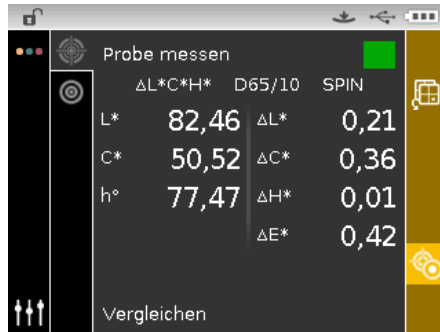 Probe messen
ΔL*C*H* D65/10 SPIN
L* 82,46 ΔL* 0,21
C* 50,52 ΔC* 0,36
h° 77,47 ΔH* 0,01
ΔE* 0,42
Vergleichen